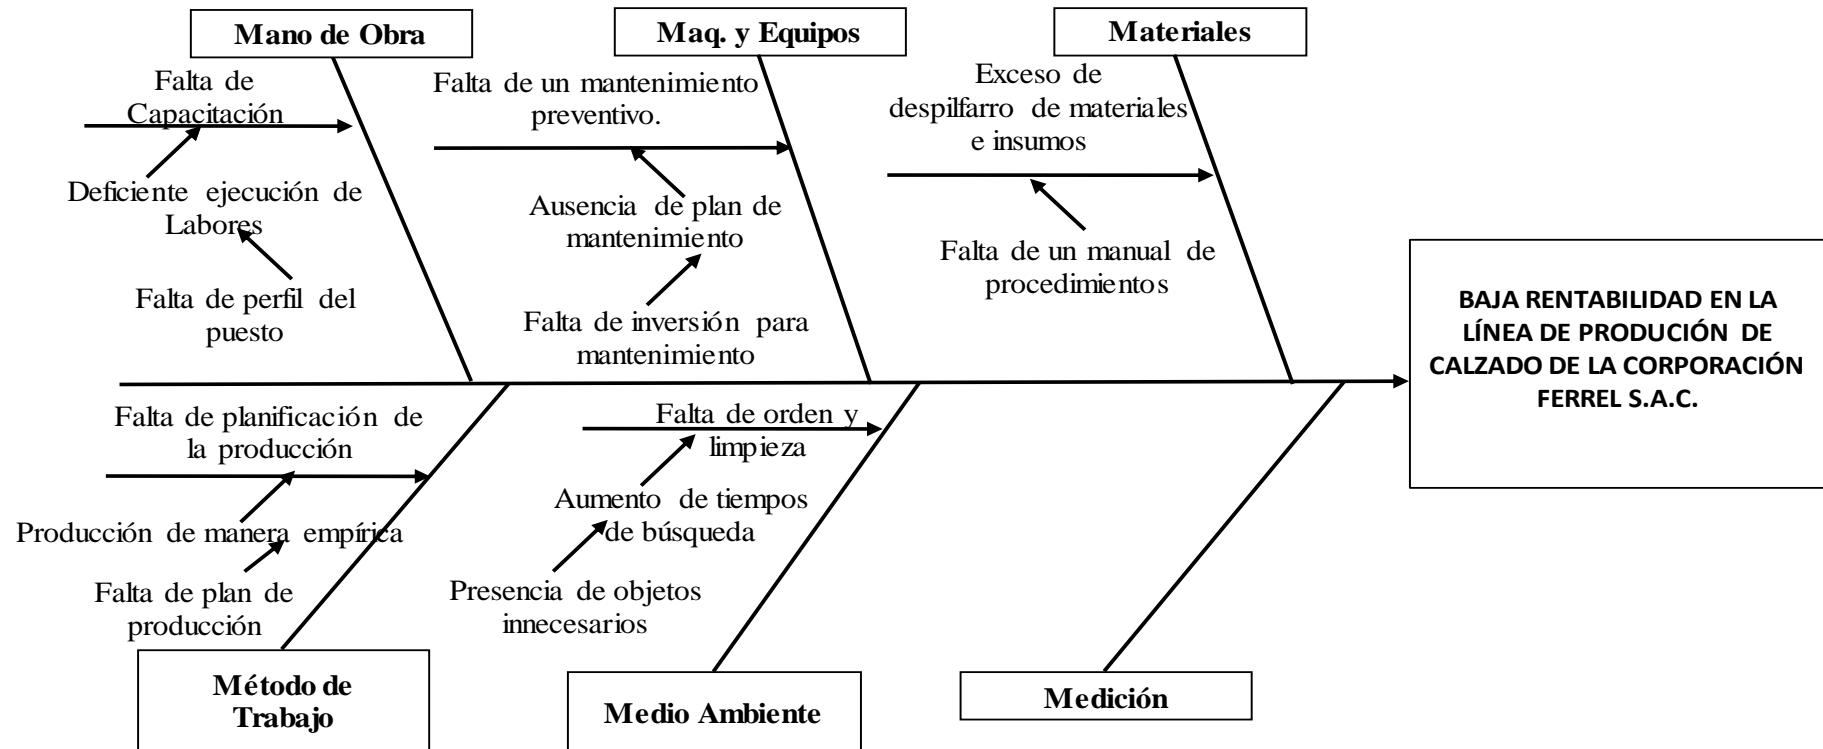 Mano de Obra
Maq. y Equipos
Materiales
Falta de
Capacitación
Deficiente ejecución de
Labores
Falta de perfil del
puesto
Falta de un mantenimiento
preventivo.
Ausencia de plan de
mantenimiento
Falta de inversión para
mantenimiento
Exceso de
despilfarro de materiales
e insumos
Falta de un manual de
procedimientos
BAJA RENTABILIDAD EN LA
LÍNEA DE PRODUCIÓN DE
CALZADO DE LA CORPORACIÓN
FERREL S.A.C.
Falta de planificación de
la producción
Producción de manera empírica
Falta de plan de
producción
Falta de orden y
limpieza
Aumento de tiempos
de búsqueda
Presencia de objetos
innecesarios
Método de
Trabajo
Medio Ambiente
Medición